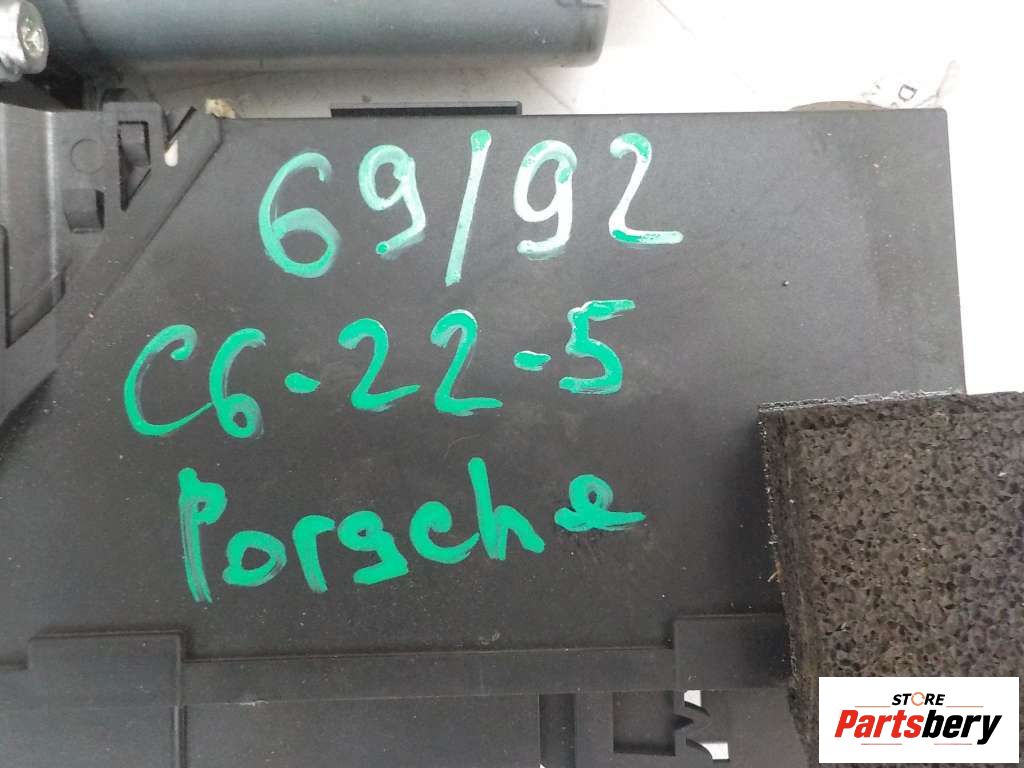 69/92
C6-22-5
Porsche
STORE
Partsbery